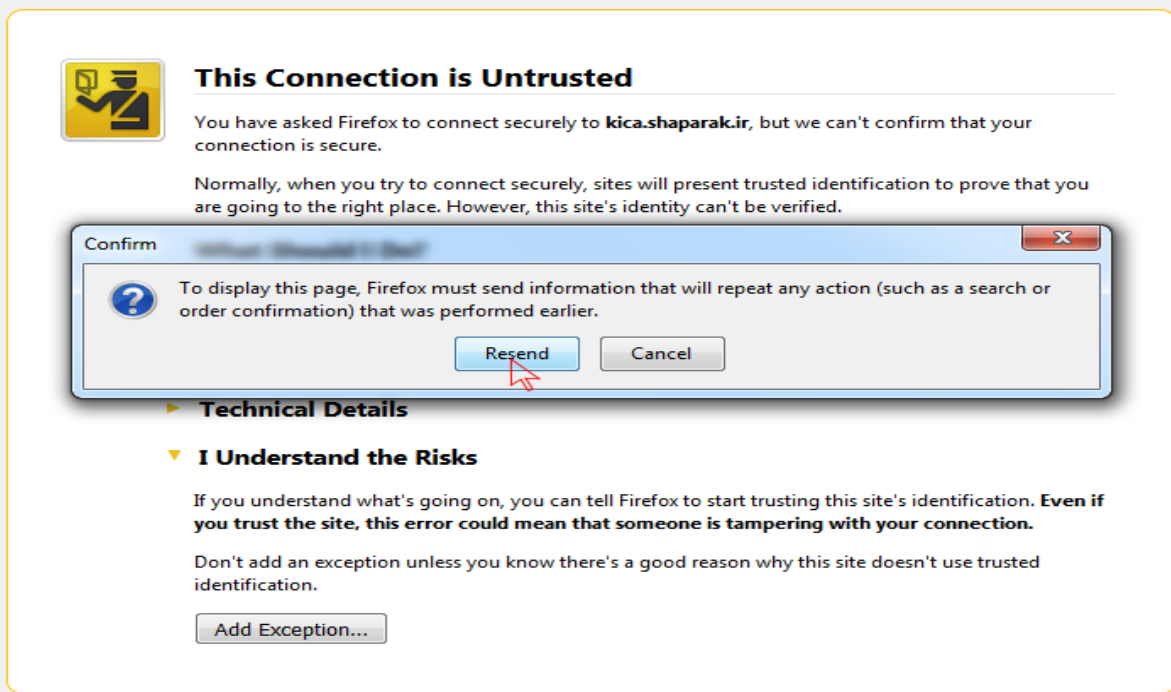 This Connection is Untrusted
You have asked Firefox to connect securely to kica.shaparak.ir, but we can't confirm that your
connection is secure.
Normally, when you try to connect securely, sites will present trusted identification to prove that you
are going to the right place. However, this site's identity can't be verified.
Confirm
What Should I Do?
To display this page, Firefox must send information that will repeat any action (such as a search or
order confirmation) that was performed earlier.
Resend Cancel
Technical Details
I Understand the Risks
If you understand what's going on, you can tell Firefox to start trusting this site's identification. Even if
you trust the site, this error could mean that someone is tampering with your connection.
Don't add an exception unless you know there's a good reason why this site doesn't use trusted
identification.
Add Exception...